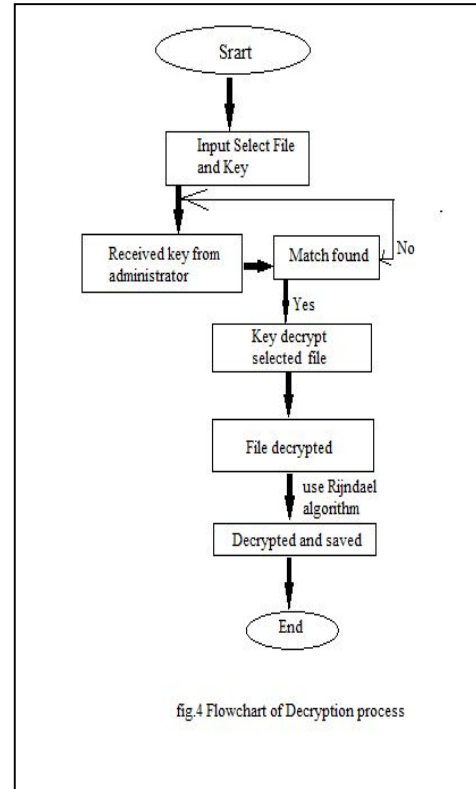 Srart
Input Select File
and Key
Received key from
administrator
Match found
No
Yes
Key decrypt
selected file
File decrypted
use Rijndael
algorithm
Decrypted and saved
End
fig.4 Flowchart of Decryption process